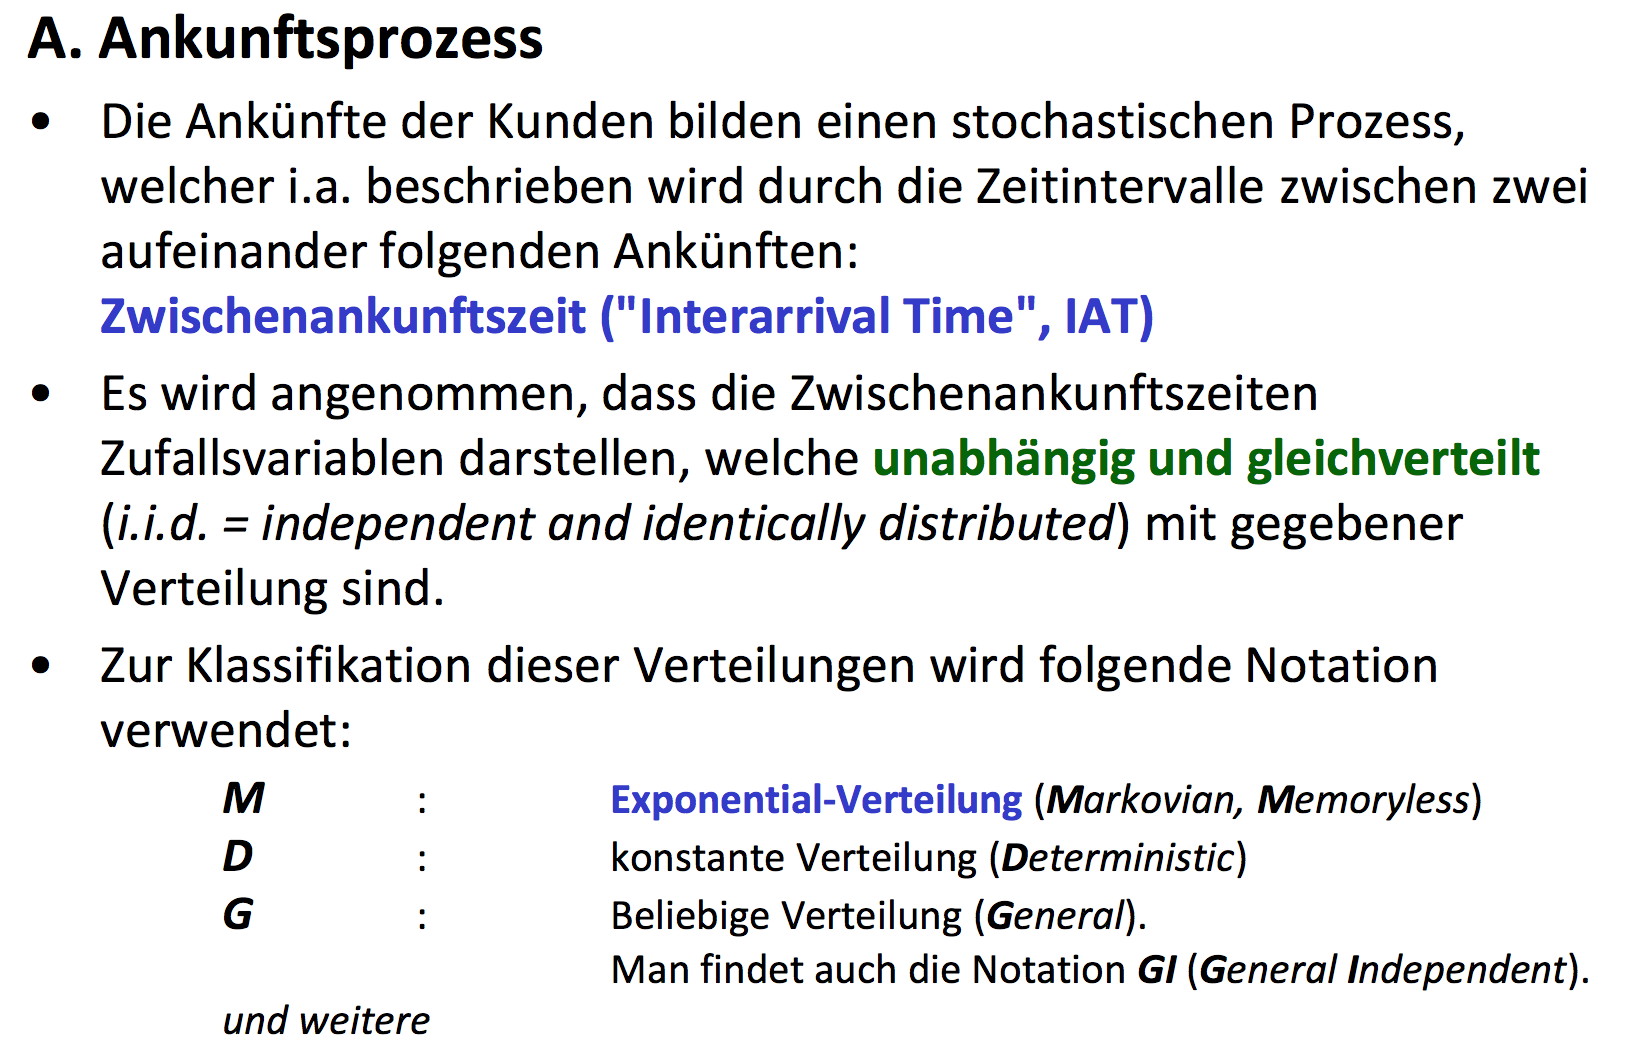 A. Ankunftsprozess
• Die Ankünfte der Kunden bilden einen stochastischen Prozess,
welcher i.a. beschrieben wird durch die Zeitintervalle zwischen zwei
aufeinander folgenden Ankünften:
Zwischenankunftszeit ("Interarrival Time", IAT)
• Es wird angenommen, dass die Zwischenankunftszeiten
Zufallsvariablen darstellen, welche unabhängig und gleichverteilt
(i.i.d. = independent and identically distributed) mit gegebener
Verteilung sind.
• Zur Klassifikation dieser Verteilungen wird folgende Notation
verwendet:
M : Exponential-Verteilung (Markovian, Memoryless)
D : konstante Verteilung (Deterministic)
G : Beliebige Verteilung (General).
Man findet auch die Notation GI (General Independent).
und weitere